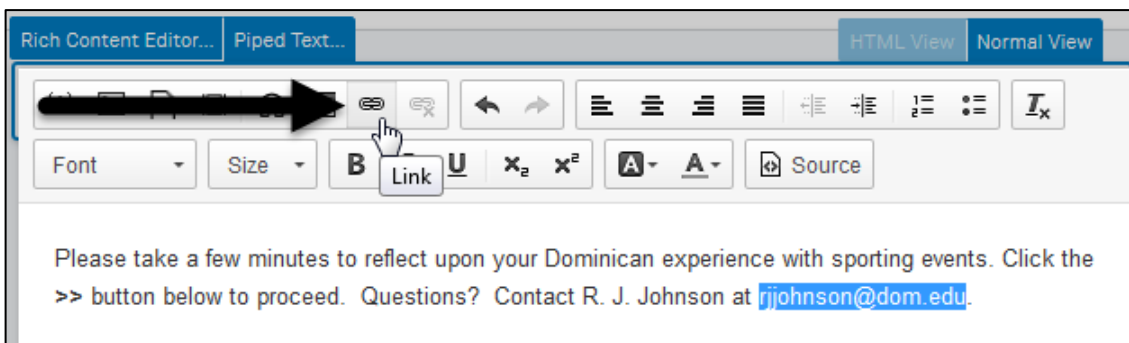 Rich Content Editor... Piped Text... HTML View Normal View
Font Size B U x₂ x² A A Source
Link
Please take a few minutes to reflect upon your Dominican experience with sporting events. Click the
>> button below to proceed. Questions? Contact R. J. Johnson at rjjohnson@dom.edu.